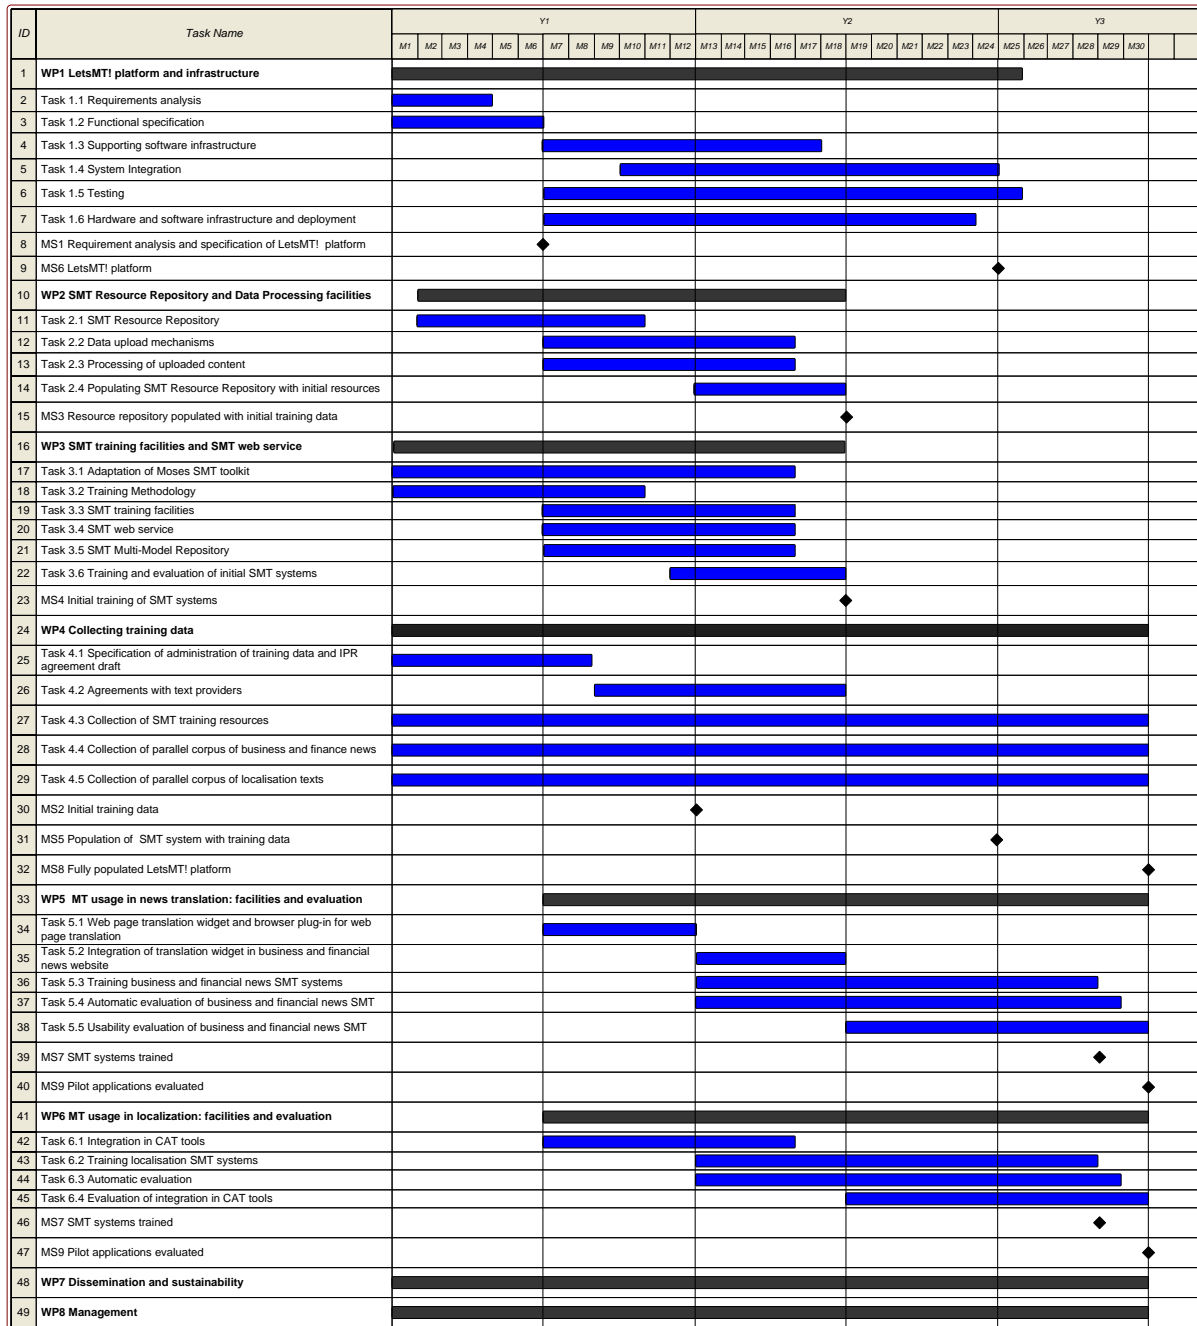 ID Task Name Y1 Y2 Y3
M1 M2 M3 M4 M5 M6 M7 M8 M9 M10 M11 M12 M13 M14 M15 M16 M17 M18 M19 M20 M21 M22 M23 M24 M25 M26 M27 M28 M29 M30
1 WP1 LetsMT! platform and infrastructure
2 Task 1.1 Requirements analysis
3 Task 1.2 Functional specification
4 Task 1.3 Supporting software infrastructure
5 Task 1.4 System Integration
6 Task 1.5 Testing
7 Task 1.6 Hardware and software infrastructure and deployment
8 MS1 Requirement analysis and specification of LetsMT! platform
9 MS6 LetsMT! platform
10 WP2 SMT Resource Repository and Data Processing facilities
11 Task 2.1 SMT Resource Repository
12 Task 2.2 Data upload mechanisms
13 Task 2.3 Processing of uploaded content
14 Task 2.4 Populating SMT Resource Repository with initial resources
15 MS3 Resource repository populated with initial training data
16 WP3 SMT training facilities and SMT web service
17 Task 3.1 Adaptation of Moses SMT toolkit
18 Task 3.2 Training Methodology
19 Task 3.3 SMT training facilities
20 Task 3.4 SMT web service
21 Task 3.5 SMT Multi-Model Repository
22 Task 3.6 Training and evaluation of initial SMT systems
23 MS4 Initial training of SMT systems
24 WP4 Collecting training data
25 Task 4.1 Specification of administration of training data and IPR
agreement draft
26 Task 4.2 Agreements with text providers
27 Task 4.3 Collection of SMT training resources
28 Task 4.4 Collection of parallel corpus of business and finance news
29 Task 4.5 Collection of parallel corpus of localisation texts
30 MS2 Initial training data
31 MS5 Population of SMT system with training data
32 MS8 Fully populated LetsMT! platform
33 WP5 MT usage in news translation: facilities and evaluation
34 Task 5.1 Web page translation widget and browser plug-in for web
page translation
35 Task 5.2 Integration of translation widget in business and financial
news website
36 Task 5.3 Training business and financial news SMT systems
37 Task 5.4 Automatic evaluation of business and financial news SMT
38 Task 5.5 Usability evaluation of business and financial news SMT
39 MS7 SMT systems trained
40 MS9 Pilot applications evaluated
41 WP6 MT usage in localization: facilities and evaluation
42 Task 6.1 Integration in CAT tools
43 Task 6.2 Training localisation SMT systems
44 Task 6.3 Automatic evaluation
45 Task 6.4 Evaluation of integration in CAT tools
46 MS7 SMT systems trained
47 MS9 Pilot applications evaluated
48 WP7 Dissemination and sustainability
49 WP8 Management